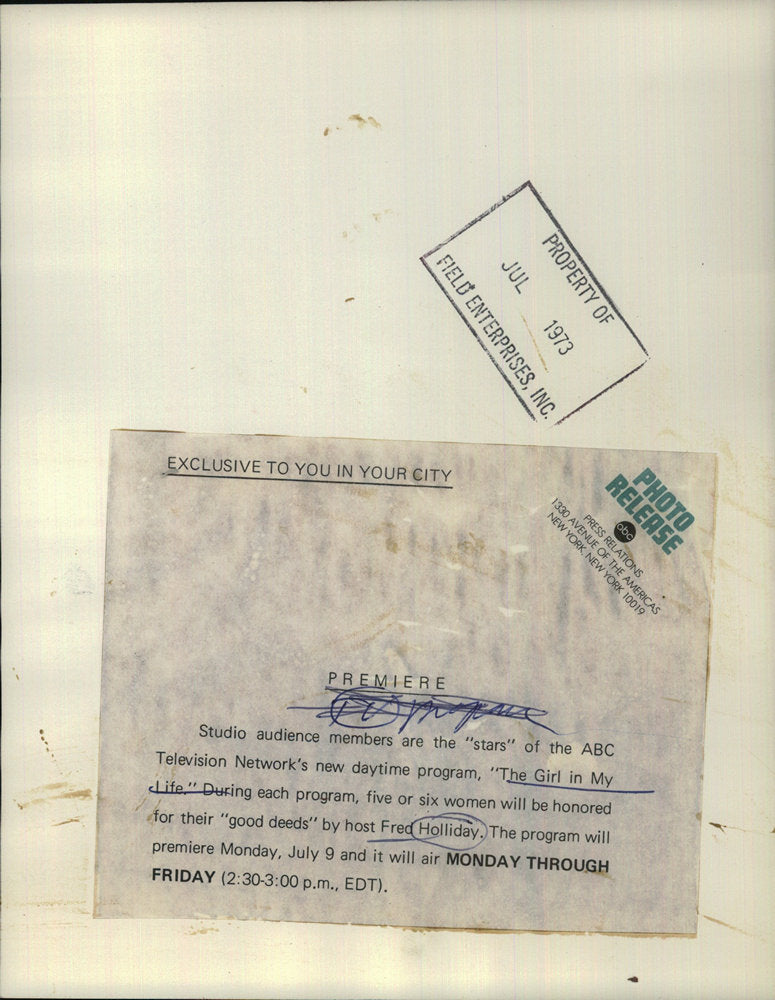 PROPERTY OF
JUL 1973
FIELD ENTERPRISES, INC.
EXCLUSIVE TO YOU IN YOUR CITY
PHOTO
RELEASE
abc
PRESS RELATIONS
1330 AVENUE OF THE AMERICAS
NEW YORK, NEW YORK 10019
PREMIERE
Studio audience members are the "stars" of the ABC
Television Network's new daytime program, "The Girl in My
Life." During each program, five or six women will be honored
for their "good deeds" by host Fred Holliday. The program will
premiere Monday, July 9 and it will air MONDAY THROUGH
FRIDAY (2:30-3:00 p.m., EDT).